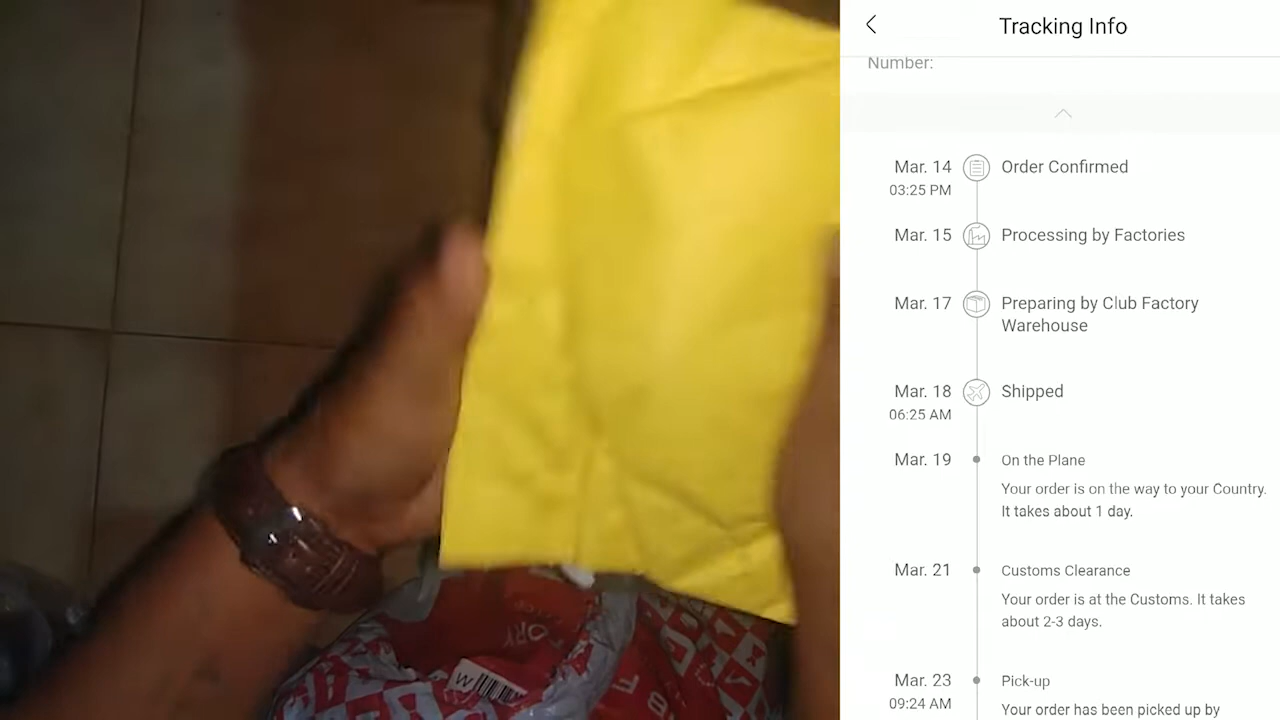 Tracking Info
Number:
Mar. 14
03:25 PM
Order Confirmed
Mar. 15
Processing by Factories
Mar. 17
Preparing by Club Factory
Warehouse
Mar. 18
06:25 AM
Shipped
Mar. 19
On the Plane
Your order is on the way to your Country.
It takes about 1 day.
Mar. 21
Customs Clearance
Your order is at the Customs. It takes
about 2-3 days.
Mar. 23
09:24 AM
Pick-up
Your order has been picked up by
W